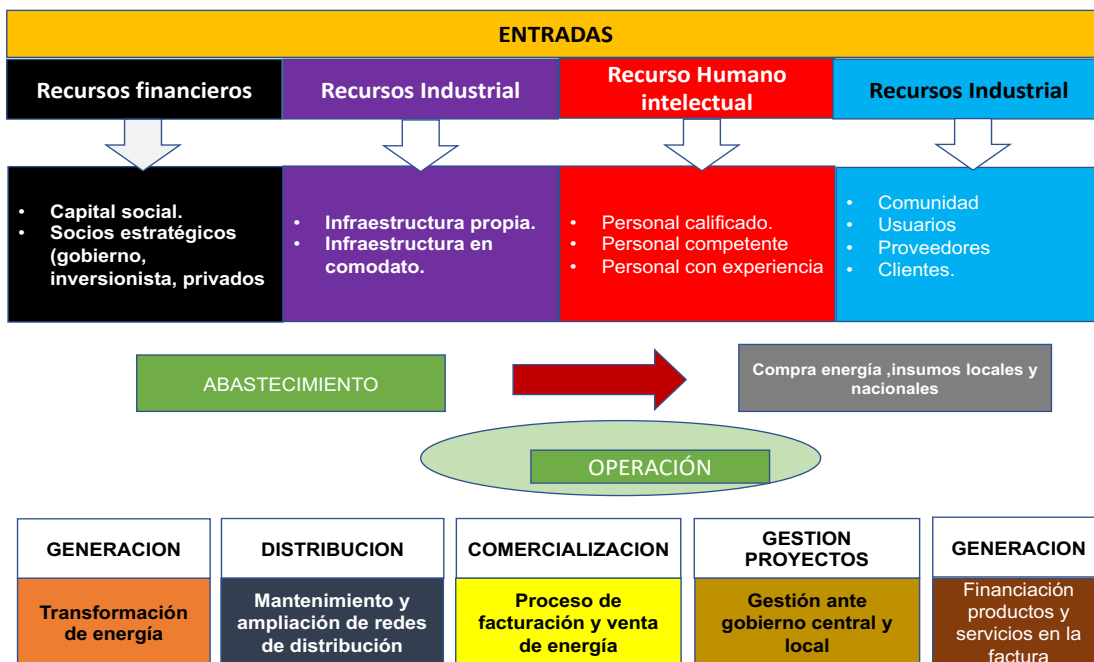 ENTRADAS
Recursos financieros
Recursos Industrial
Recurso Humano
intelectual
Recursos Industrial
• Capital social.
• Socios estratégicos
(gobierno,
inversionista, privados
• Infraestructura propia.
• Infraestructura en
comodato.
• Personal calificado.
• Personal competente
• Personal con experiencia
• Comunidad
• Usuarios
• Proveedores
• Clientes.
ABASTECIMIENTO
Compra energía ,insumos locales y
nacionales
OPERACIÓN
GENERACION
DISTRIBUCION
COMERCIALIZACION
GESTION
PROYECTOS
GENERACION
Transformación
de energía
Mantenimiento y
ampliación de redes
de distribución
Proceso de
facturación y venta
de energía
Gestión ante
gobierno central y
local
Financiación
productos y
servicios en la
factura